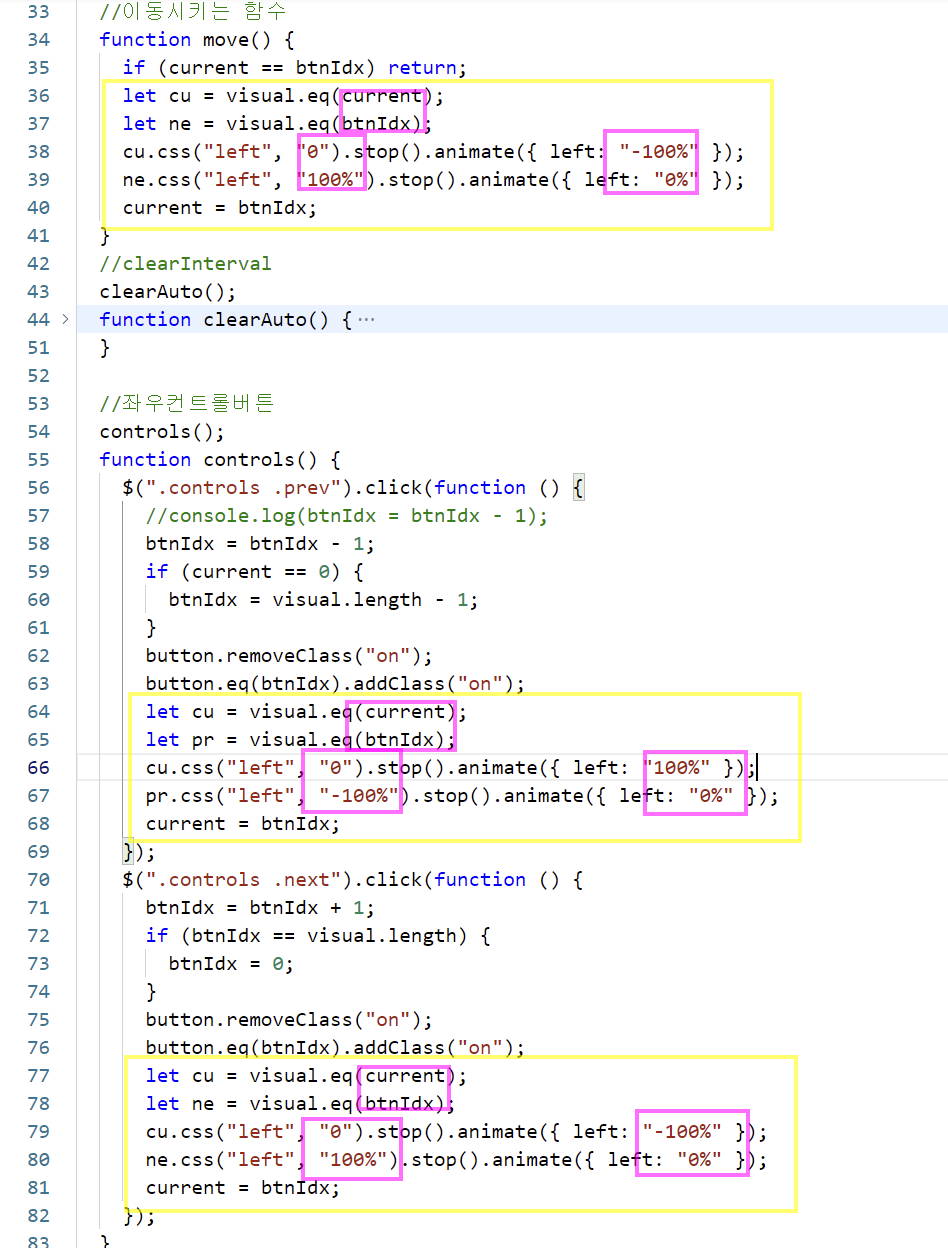 33 //이동시키는 함수
34 function move() {
35 if (current == btnIdx) return;
36 let cu = visual.eq(current);
37 let ne = visual.eq(btnIdx);
38 cu.css("left", "0").stop().animate({ left: "-100%" });
39 ne.css("left", "100%").stop().animate({ left: "0%" });
40 current = btnIdx;
41 }
42 //clearInterval
43 clearAuto();
44 > function clearAuto() { ···
51 }
52
53 //좌우컨트롤버튼
54 controls();
55 function controls() {
56 $(".controls .prev").click(function () {
57 //console.log(btnIdx = btnIdx - 1);
58 btnIdx = btnIdx - 1;
59 if (current == 0) {
60 btnIdx = visual.length - 1;
61 }
62 button.removeClass("on");
63 button.eq(btnIdx).addClass("on");
64 let cu = visual.eq(current);
65 let pr = visual.eq(btnIdx);
66 cu.css("left", "0").stop().animate({ left: "100%" });
67 pr.css("left", "-100%").stop().animate({ left: "0%" });
68 current = btnIdx;
69 });
70 $(".controls .next").click(function () {
71 btnIdx = btnIdx + 1;
72 if (btnIdx == visual.length) {
73 btnIdx = 0;
74 }
75 button.removeClass("on");
76 button.eq(btnIdx).addClass("on");
77 let cu = visual.eq(current);
78 let ne = visual.eq(btnIdx);
79 cu.css("left", "0").stop().animate({ left: "-100%" });
80 ne.css("left", "100%").stop().animate({ left: "0%" });
81 current = btnIdx;
82 });
83 }